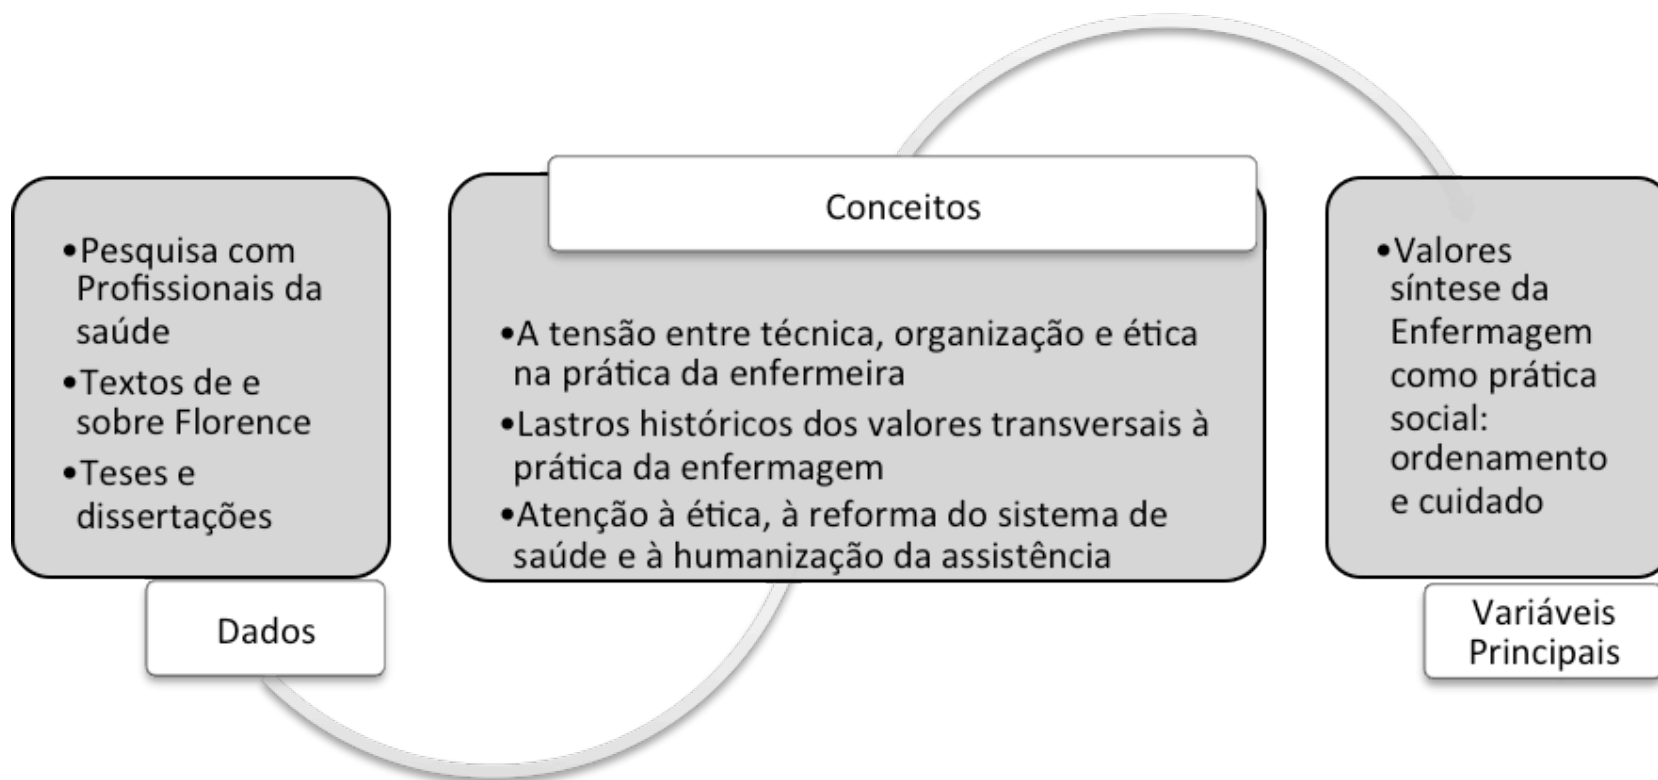 •Pesquisa com
Profissionais da
saúde
•Textos de e
sobre Florence
•Teses e
dissertações
Dados
Conceitos
•A tensão entre técnica, organização e ética
na prática da enfermeira
•Lastros históricos dos valores transversais à
prática da enfermagem
•Atenção à ética, à reforma do sistema de
saúde e à humanização da assistência
•Valores
síntese da
Enfermagem
como prática
social:
ordenamento
e cuidado
Variáveis
Principais